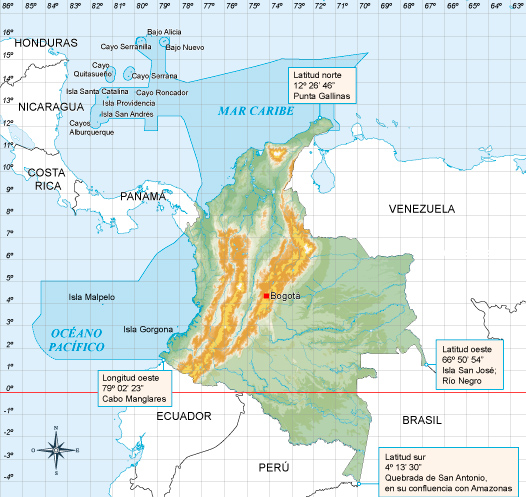 86° 85° 84° 83° 82° 81° 80° 79° 78° 77° 76° 75° 74° 73° 72° 71° 70° 69° 68° 67° 66° 65° 64° 63°
HONDURAS
Bajo Alicia
Cayo Serranilla
Bajo Nuevo
Cayo
Quitasueño
Cayo Serrana
Isla Santa Catalina
Cayo Roncador
Isla Providencia
Isla San Andrés
Cayos
Alburquerque
NICARAGUA
MAR CARIBE
Latitud norte
12º 26' 46”
Punta Gallinas
COSTA
RICA
PANAMÁ
VENEZUELA
Isla Malpelo
Bogotá
Isla Gorgona
OCÉANO
PACÍFICO
Latitud oeste
66º 50' 54”
Isla San José;
Río Negro
Longitud oeste
79º 02' 23”
Cabo Manglares
ECUADOR
BRASIL
PERÚ
Latitud sur
4º 13' 30”
Quebrada de San Antonio,
en su confluencia con Amazonas
16°
15°
14°
13°
12°
11°
10°
9°
8°
7°
6°
5°
4°
3°
2°
1°
0°
-1°
-2°
-3°
-4°